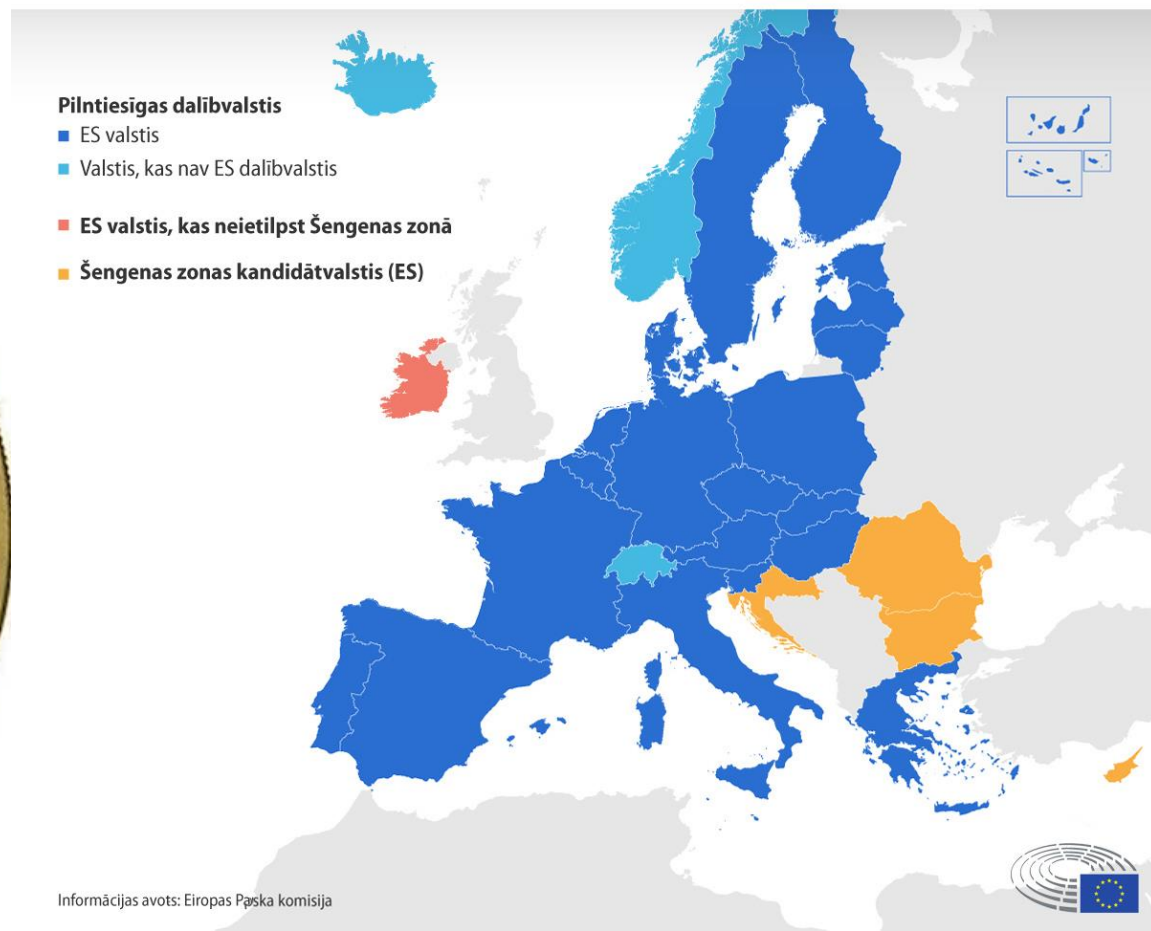 Pilntiesīgas dalībvalstis
ES valstis
Valstis, kas nav ES dalībvalstis
ES valstis, kas neietilpst Šengenas zonā
Šengenas zonas kandidātvalstis (ES)
Informācijas avots: Eiropas Paska komisija